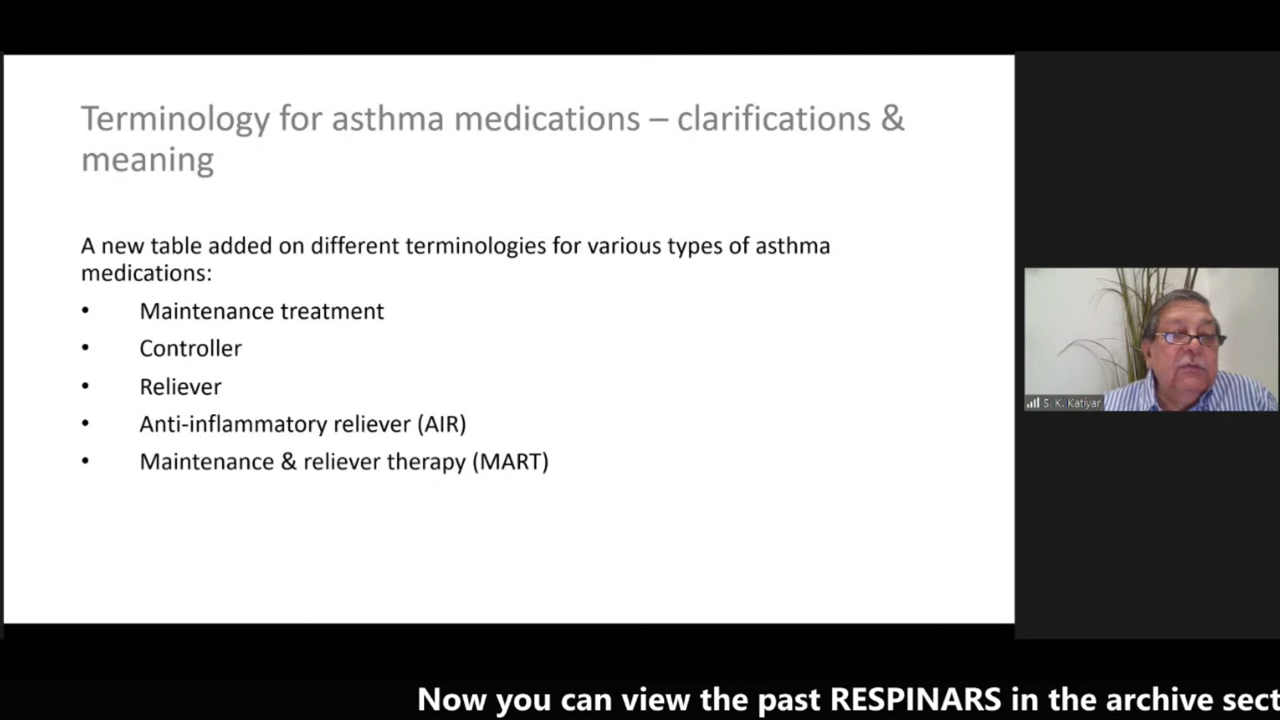 Terminology for asthma medications – clarifications &
meaning
A new table added on different terminologies for various types of asthma
medications:
• Maintenance treatment
• Controller
• Reliever
• Anti-inflammatory reliever (AIR)
• Maintenance & reliever therapy (MART)
S. K. Katiyar
Now you can view the past RESPINARS in the archive sect